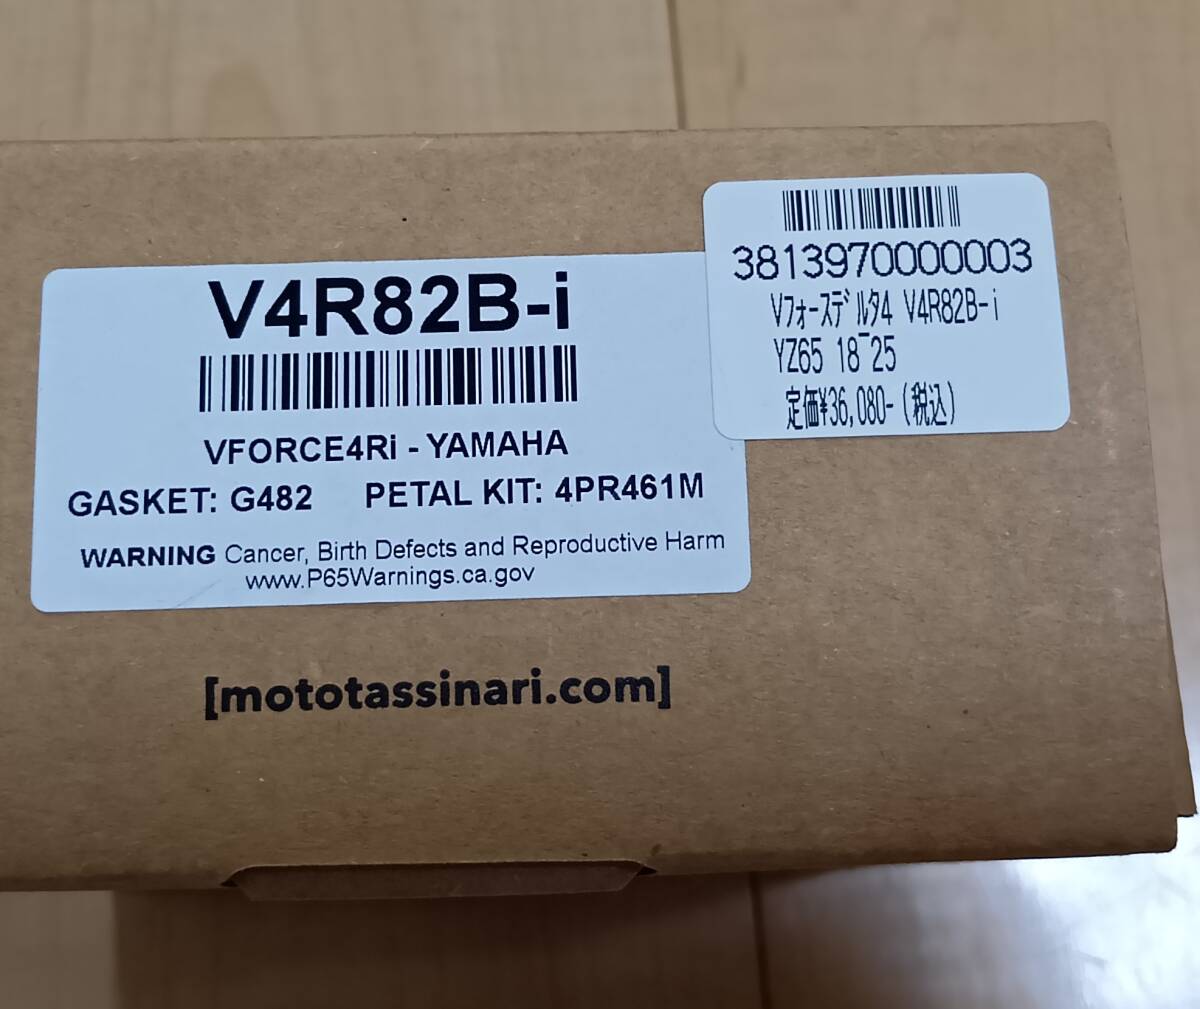 V4R82B-i
VFORCE4Ri - YAMAHA
GASKET: G482 PETAL KIT: 4PR461M
WARNING Cancer, Birth Defects and Reproductive Harm
www.P65Warnings.ca.gov
3813970000003
Vフォースデルタ4 V4R82B-i
YZ65 18‾25
定価¥36,080-(税込)
[mototassinari.com]